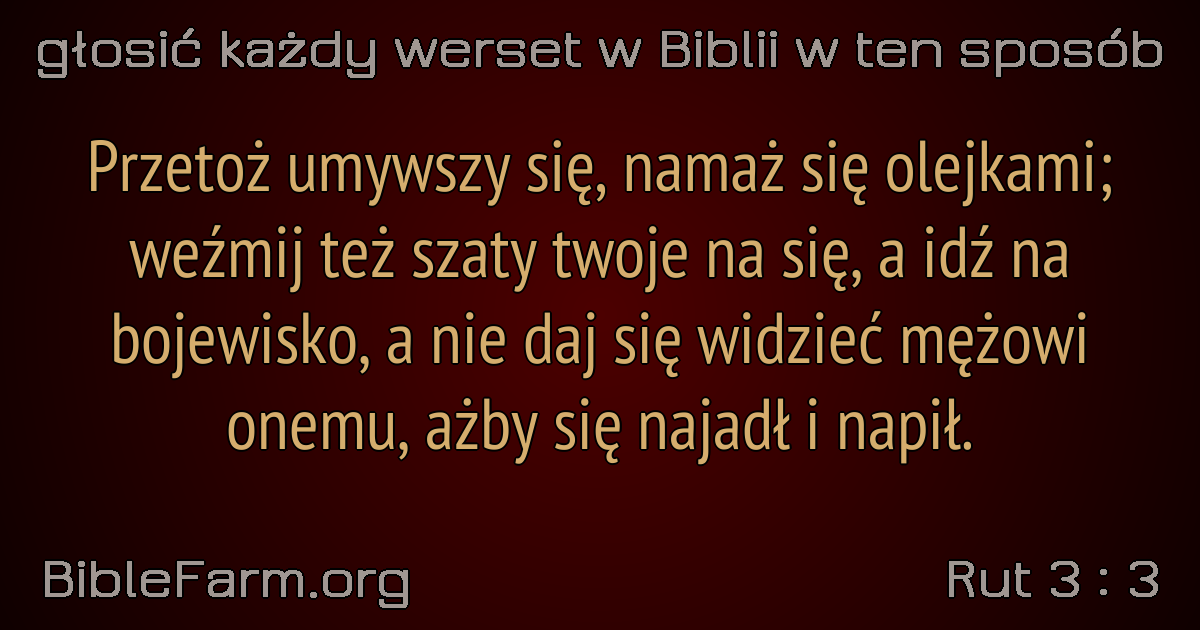 głosić każdy werset w Biblii w ten sposób
Przetoż umywszy się, namaż się olejkami;
weźmij też szaty twoje na się, a idź na
bojewisko, a nie daj się widzieć mężowi
onemu, ażby się najadł i napił.
BibleFarm.org
Rut 3 : 3